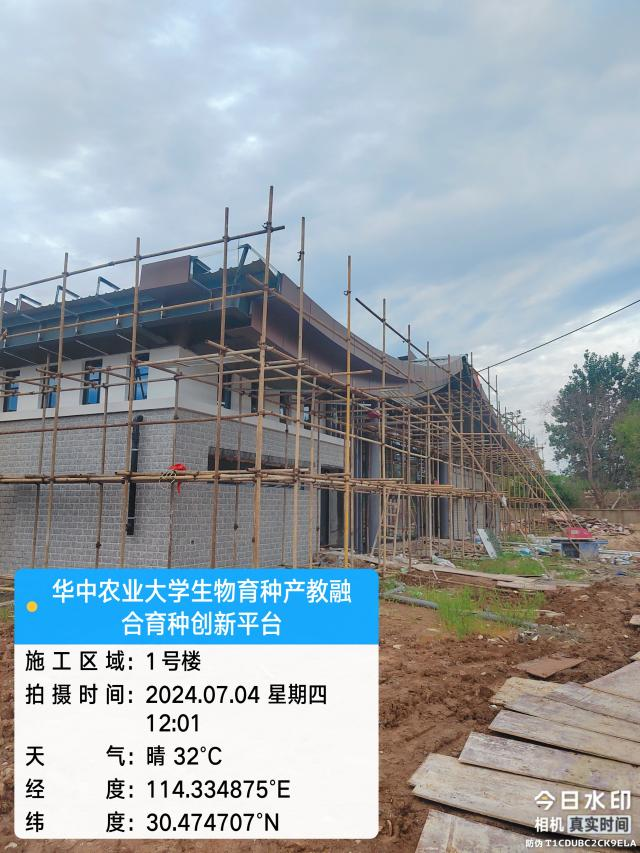 华中农业大学生物育种产教融
合育种创新平台
施工区域：1号楼
拍摄时间：2024.07.04 星期四
12:01
天气：晴 32°C
经度：114.334875°E
纬度：30.474707°N
今日水印
相机 真实时间
防伪 T1CDUBC2CK9ELA